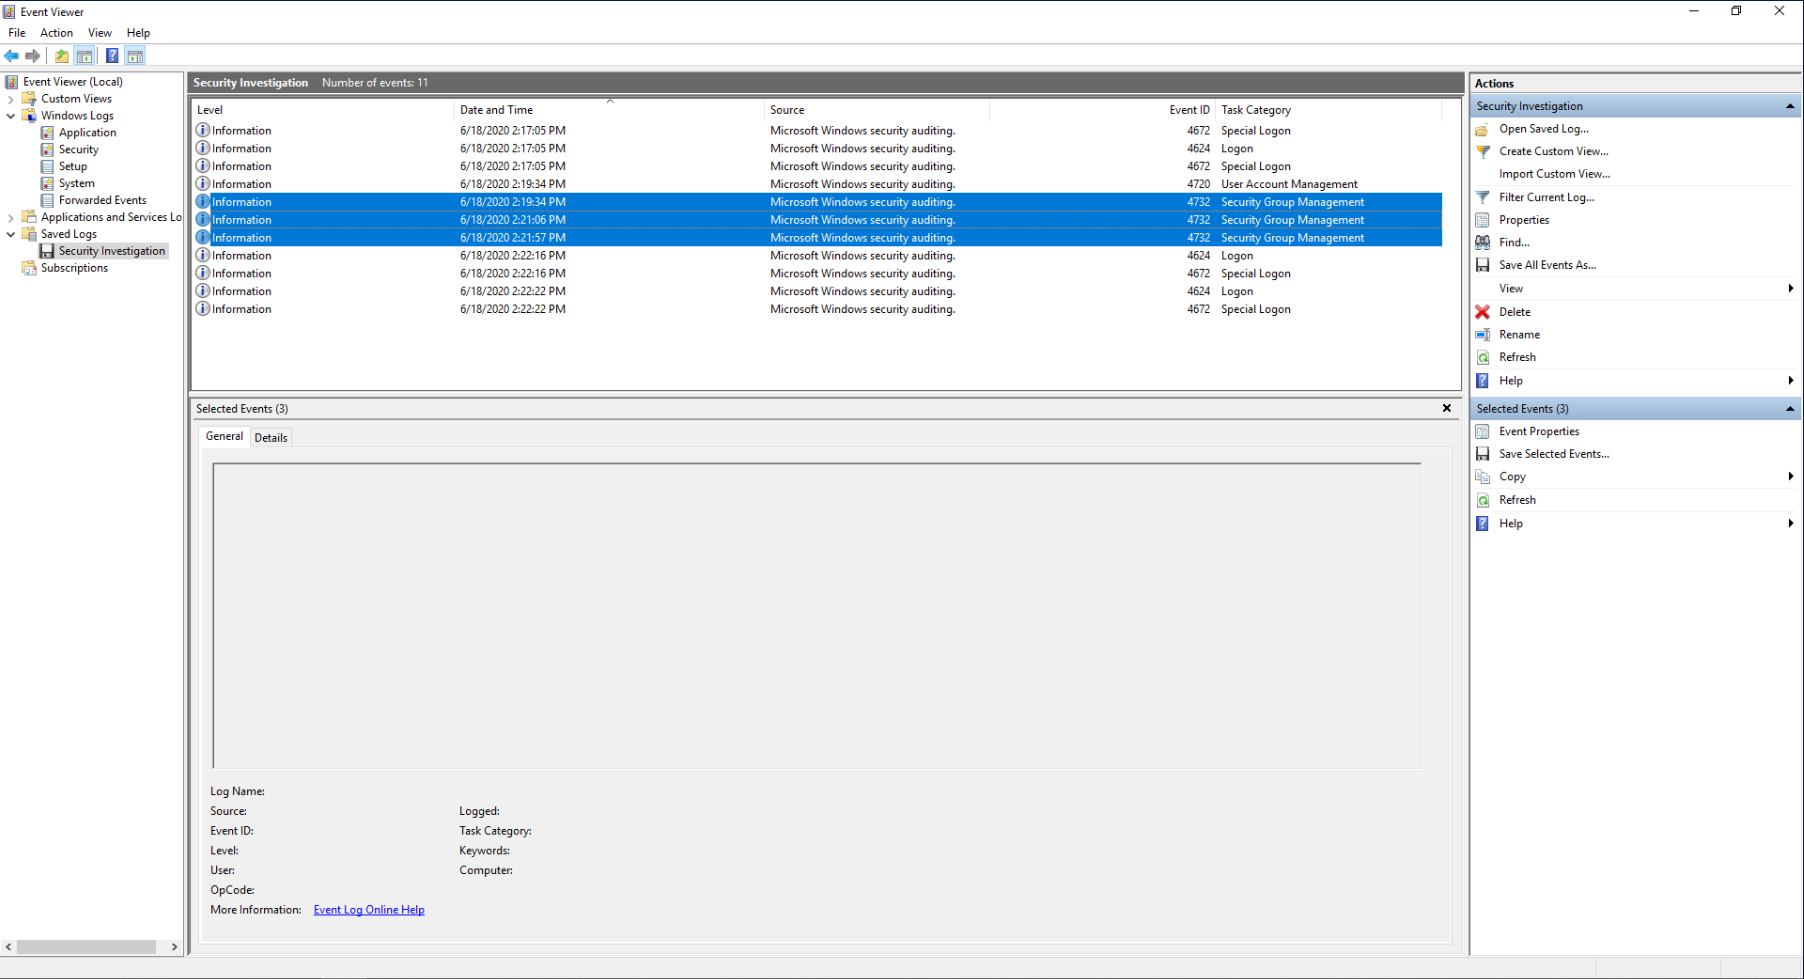 Event Viewer
File Action View Help
Event Viewer (Local)
Custom Views
Windows Logs
Application
Security
Setup
System
Forwarded Events
Applications and Services Lo
Saved Logs
Security Investigation
Subscriptions
Security Investigation Number of events: 11
Level Date and Time Source Event ID Task Category
Information 6/18/2020 2:17:05 PM Microsoft Windows security auditing. 4672 Special Logon
Information 6/18/2020 2:17:05 PM Microsoft Windows security auditing. 4624 Logon
Information 6/18/2020 2:17:05 PM Microsoft Windows security auditing. 4672 Special Logon
Information 6/18/2020 2:19:34 PM Microsoft Windows security auditing. 4720 User Account Management
Information 6/18/2020 2:19:34 PM Microsoft Windows security auditing. 4732 Security Group Management
Information 6/18/2020 2:21:06 PM Microsoft Windows security auditing. 4732 Security Group Management
Information 6/18/2020 2:21:57 PM Microsoft Windows security auditing. 4732 Security Group Management
Information 6/18/2020 2:22:16 PM Microsoft Windows security auditing. 4624 Logon
Information 6/18/2020 2:22:16 PM Microsoft Windows security auditing. 4672 Special Logon
Information 6/18/2020 2:22:22 PM Microsoft Windows security auditing. 4624 Logon
Information 6/18/2020 2:22:22 PM Microsoft Windows security auditing. 4672 Special Logon
Selected Events (3)
General Details
Log Name:
Source: Logged:
Event ID: Task Category:
Level: Keywords:
User: Computer:
OpCode:
More Information: Event Log Online Help
Actions
Security Investigation
Open Saved Log...
Create Custom View...
Import Custom View...
Filter Current Log...
Properties
Find...
Save All Events As...
View
Delete
Rename
Refresh
Help
Selected Events (3)
Event Properties
Save Selected Events...
Copy
Refresh
Help